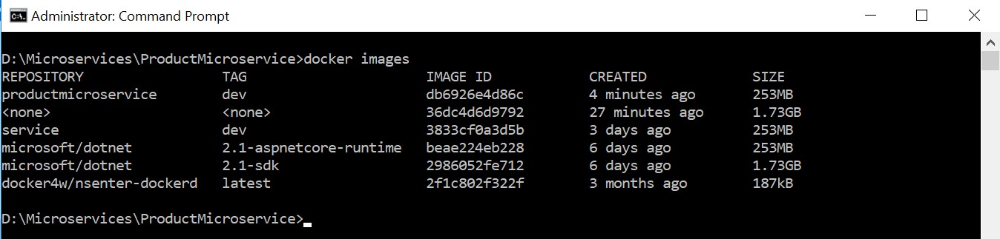 Administrator: Command Prompt
D:\Microservices\ProductMicroservice>docker images
REPOSITORY TAG IMAGE ID CREATED SIZE
productmicroservice dev db6926e4d86c 4 minutes ago 253MB
<none> <none> 36dc4d6d9792 27 minutes ago 1.73GB
service dev 3833cf0a3d5b 3 days ago 253MB
microsoft/dotnet 2.1-aspnetcore-runtime beae224eb228 6 days ago 253MB
microsoft/dotnet 2.1-sdk 2986052fe712 6 days ago 1.73GB
docker4w/nsenter-dockerd latest 2f1c802f322f 3 months ago 187kB
D:\Microservices\ProductMicroservice>